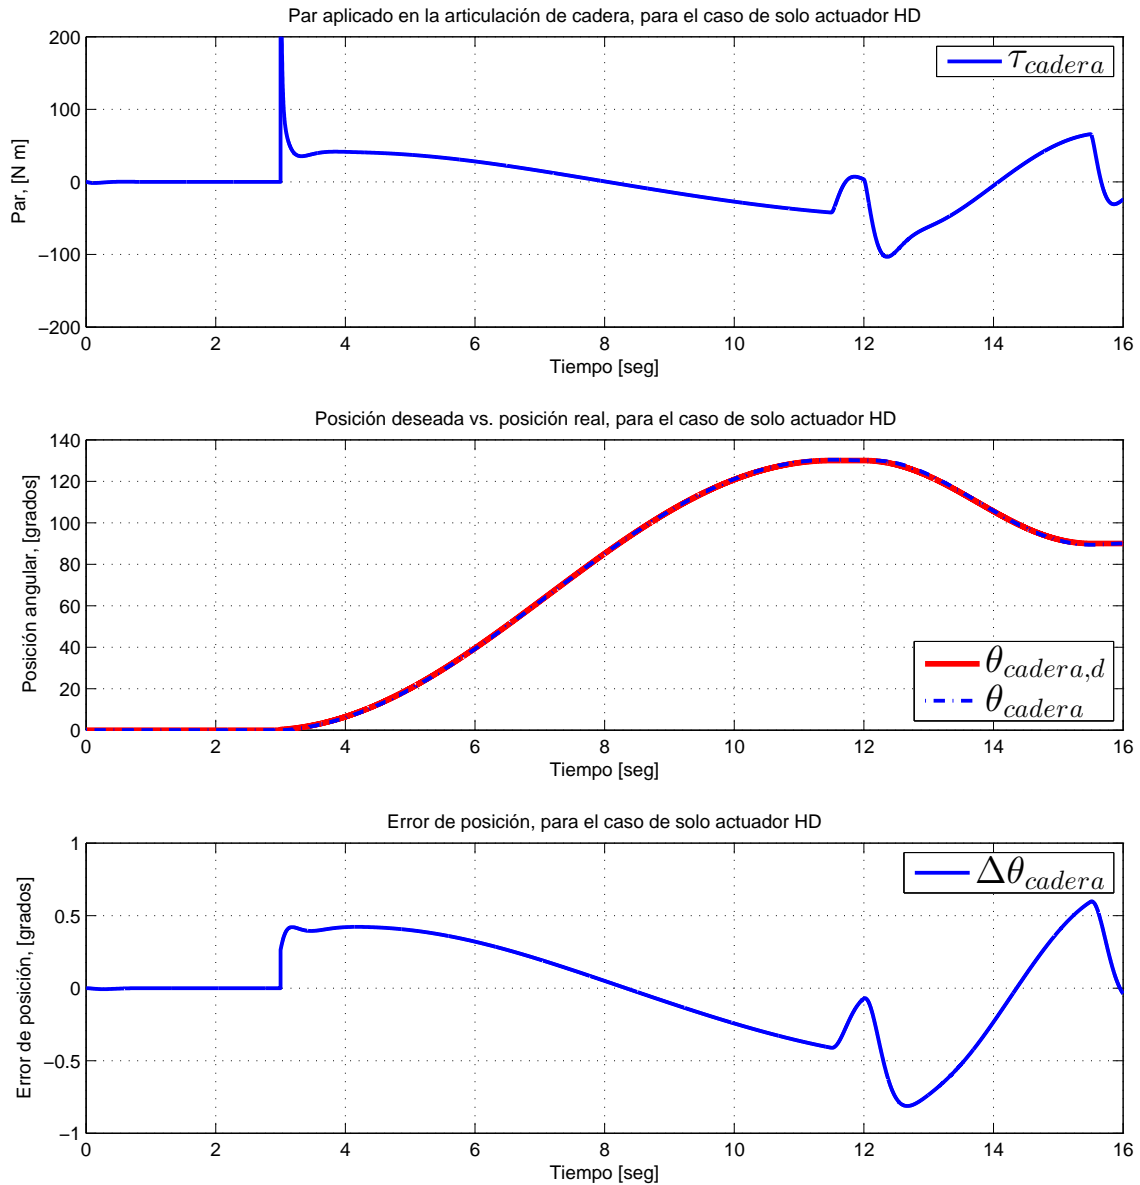 Par aplicado en la articulación de cadera, para el caso de solo actuador HD
200
100
0
−100
−200
Par, [N m]
τcadera
0 2 4 6 8 10 12 14 16
Tiempo [seg]
Posición deseada vs. posición real, para el caso de solo actuador HD
140
120
100
80
60
40
20
0
Posición angular, [grados]
θcadera,d
θcadera
0 2 4 6 8 10 12 14 16
Tiempo [seg]
Error de posición, para el caso de solo actuador HD
1
0.5
0
−0.5
−1
Error de posición, [grados]
Δθcadera
0 2 4 6 8 10 12 14 16
Tiempo [seg]